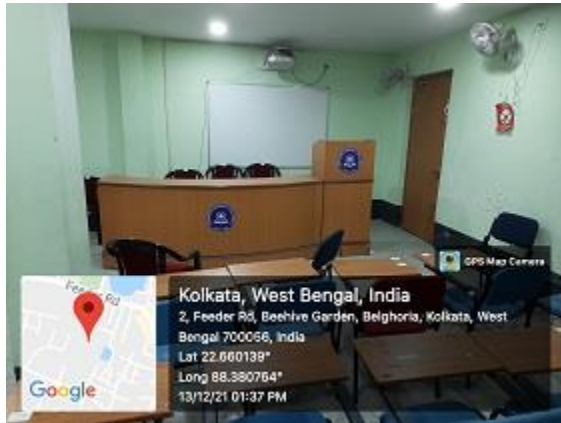 GPS Map Camera
Feeder Rd
Google
Kolkata, West Bengal, India
2, Feeder Rd, Beehive Garden, Belghoria, Kolkata, West
Bengal 700056, India
Lat 22.660139°
Long 88.380764°
13/12/21 01:37 PM